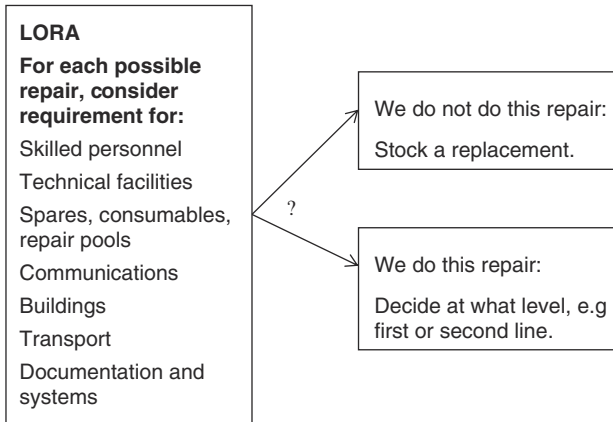 LORA
For each possible
repair, consider
requirement for:
Skilled personnel
Technical facilities
Spares, consumables,
repair pools
Communications
Buildings
Transport
Documentation and
systems
?
We do not do this repair:
Stock a replacement.
We do this repair:
Decide at what level, e.g
first or second line.